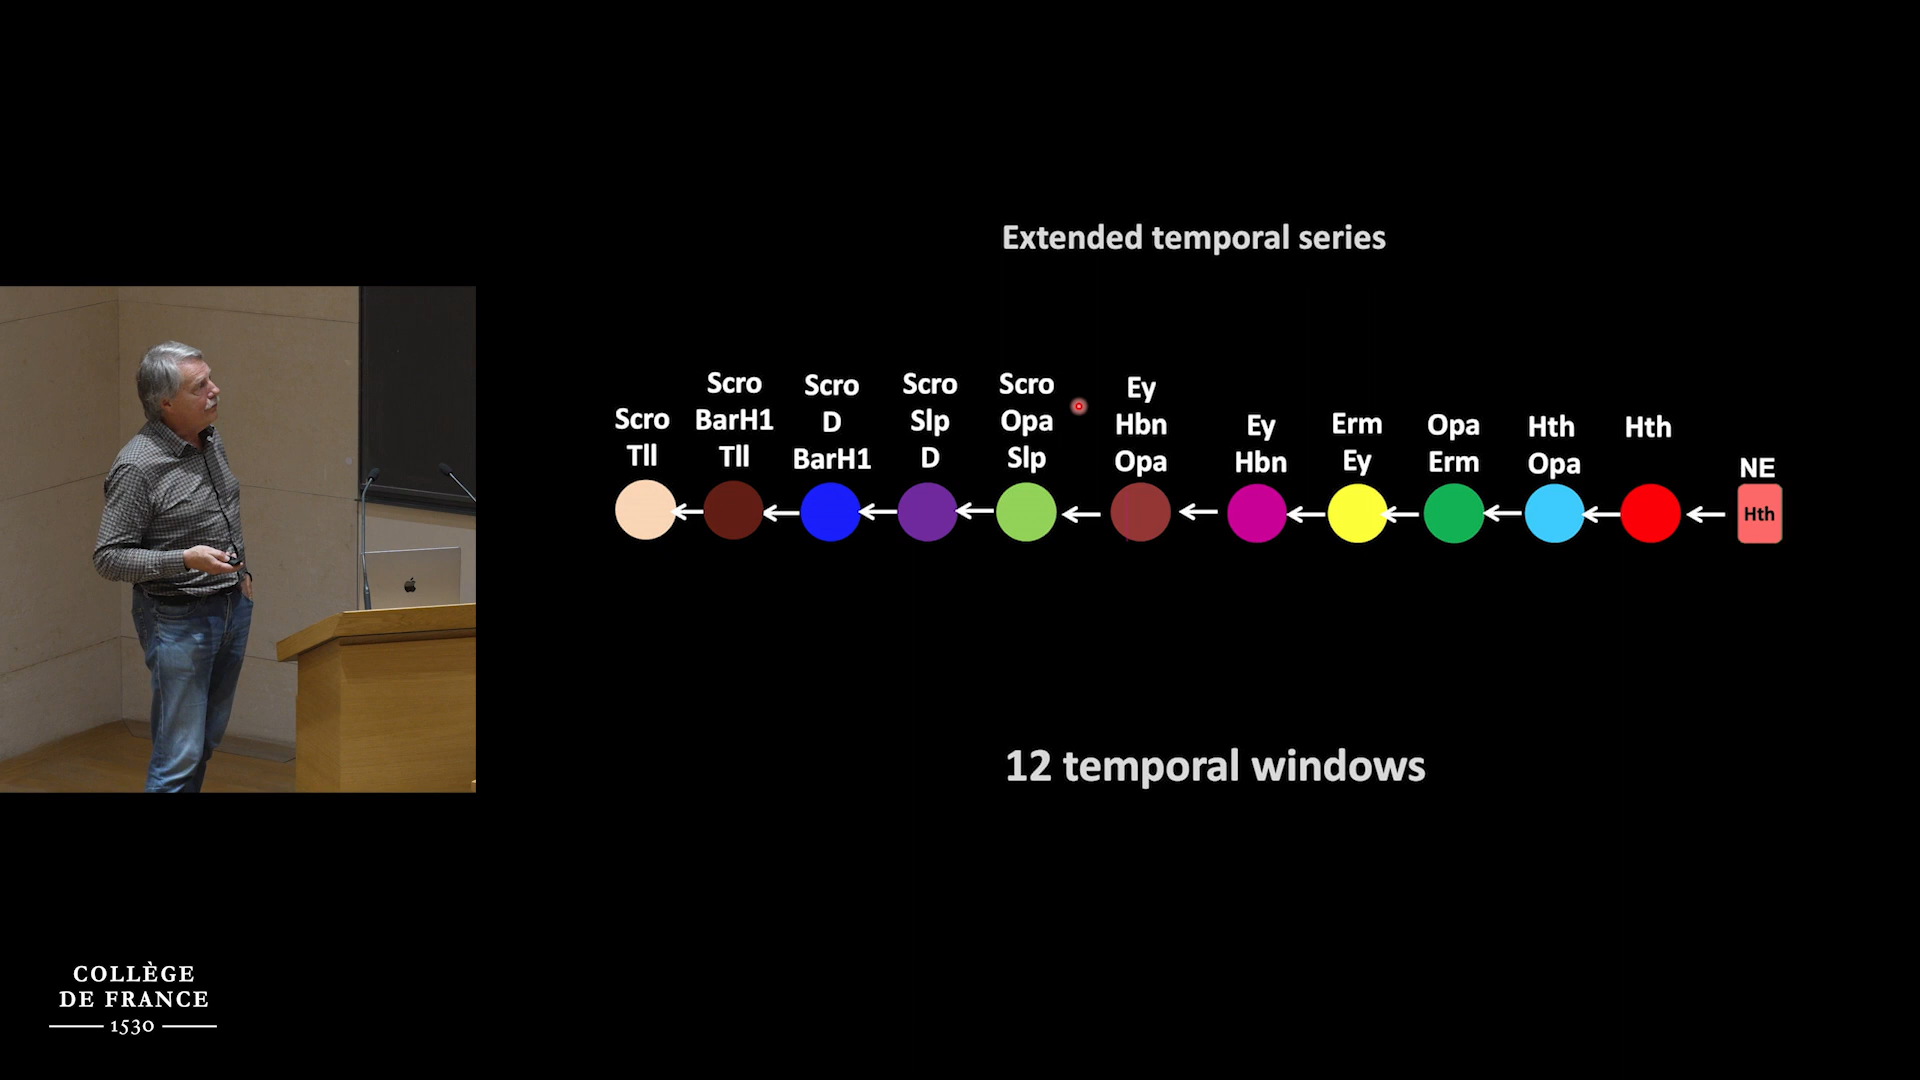 Extended temporal series
Scro
Tll
Scro
BarH1
Tll
Scro
D
BarH1
Scro
Slp
D
Scro
Opa
Slp
Ey
Hbn
Opa
Ey
Hbn
Erm
Ey
Opa
Erm
Hth
Opa
Hth
NE
Hth
12 temporal windows
COLLÈGE
DE FRANCE
1530